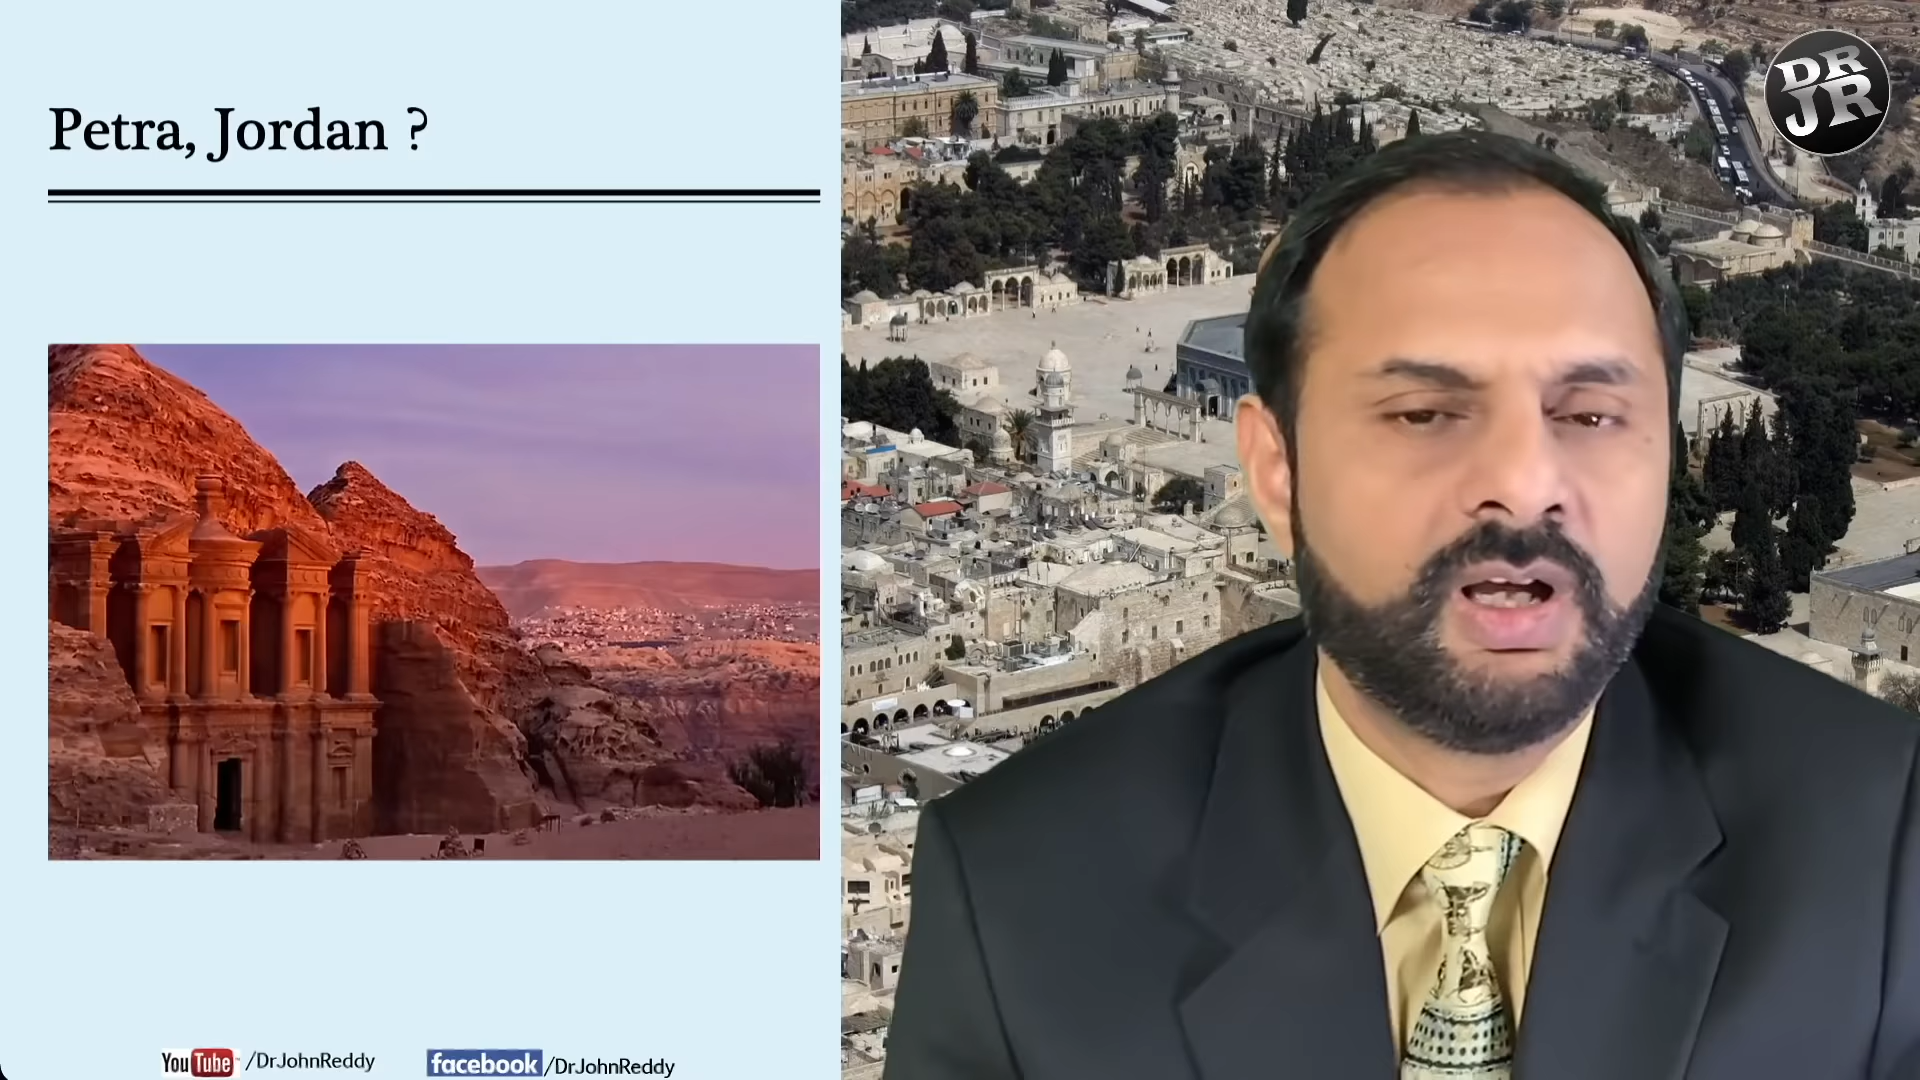 Petra, Jordan ?
DR
JR
YouTube /DrJohnReddy
facebook /DrJohnReddy